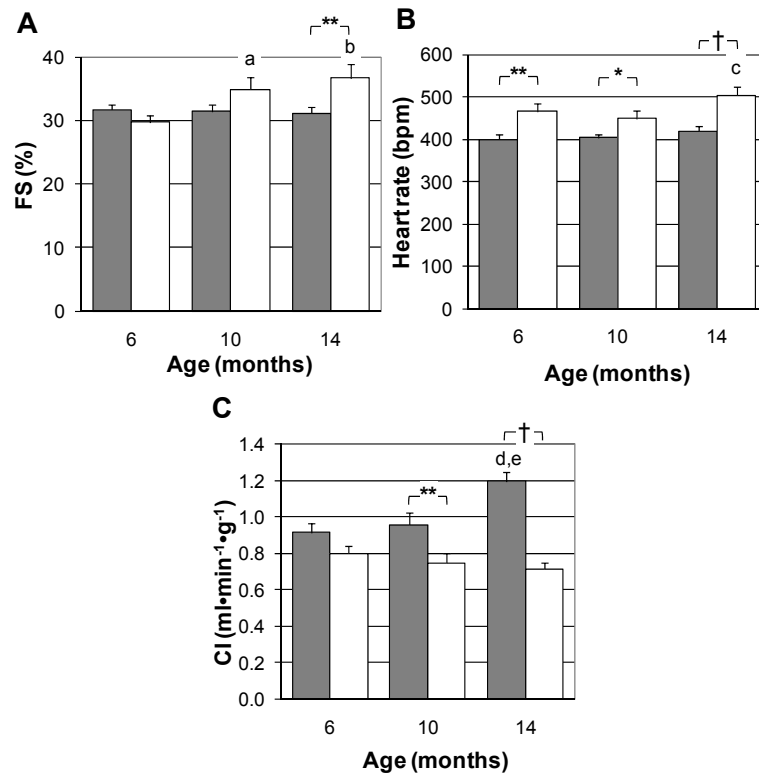 A
**
b
a
40
30
20
10
0
FS (%)
6 10 14
Age (months)
B
†
c
**
*
600
500
400
300
200
100
0
Heart rate (bpm)
6 10 14
Age (months)
C
†
d,e
**
1.4
1.2
1.0
0.8
0.6
0.4
0.2
0.0
CI (ml•min⁻¹•g⁻¹)
6 10 14
Age (months)